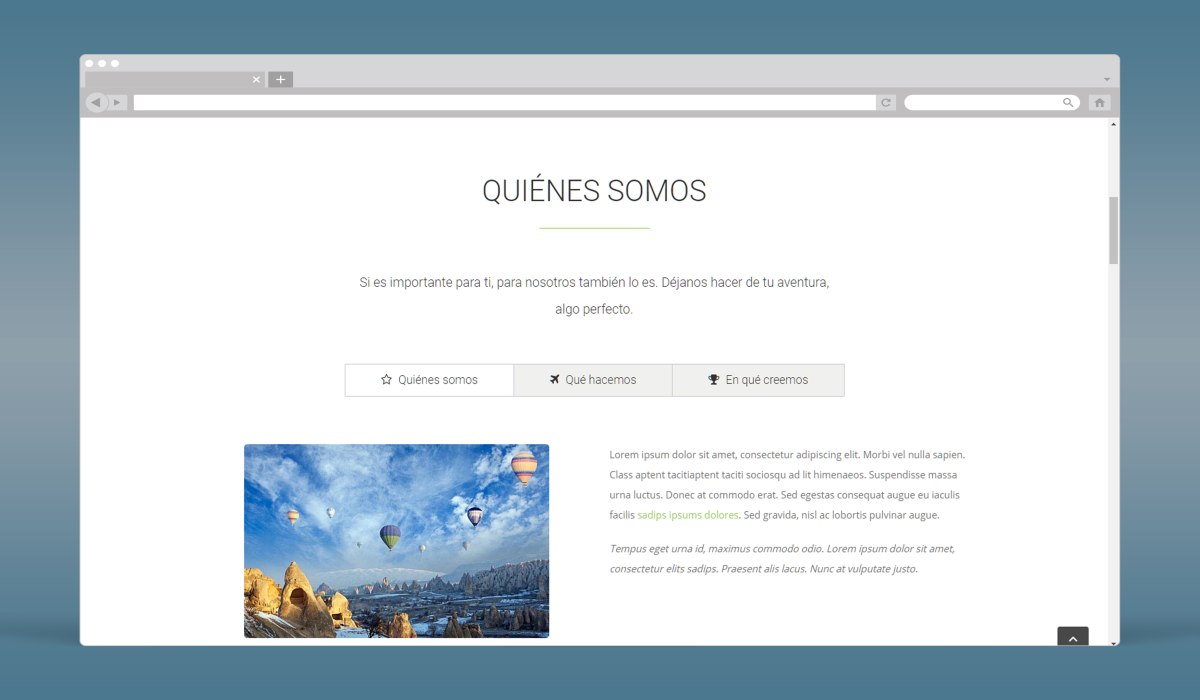 QUIÉNES SOMOS
Si es importante para ti, para nosotros también lo es. Déjanos hacer de tu aventura,
algo perfecto.
Quiénes somos
Qué hacemos
En qué creemos
Lorem ipsum dolor sit amet, consectetur adipiscing elit. Morbi vel nulla sapien.
Class aptent tacitiaptent taciti sociosqu ad lit himenaeos. Suspendisse massa
urna luctus. Donec at commodo erat. Sed egestas consequat augue eu iaculis
facilis sadips ipsums dolores. Sed gravida, nisl ac lobortis pulvinar augue.
Tempus eget urna id, maximus commodo odio. Lorem ipsum dolor sit amet,
consectetur elits sadips. Praesent alis lacus. Nunc at vulputate justo.